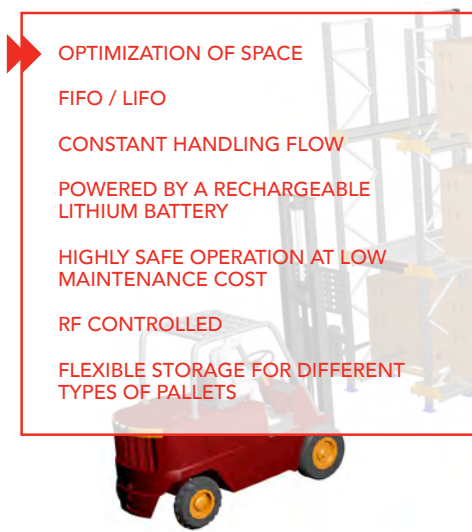 OPTIMIZATION OF SPACE
FIFO / LIFO
CONSTANT HANDLING FLOW
POWERED BY A RECHARGEABLE
LITHIUM BATTERY
HIGHLY SAFE OPERATION AT LOW
MAINTENANCE COST
RF CONTROLLED
FLEXIBLE STORAGE FOR DIFFERENT
TYPES OF PALLETS